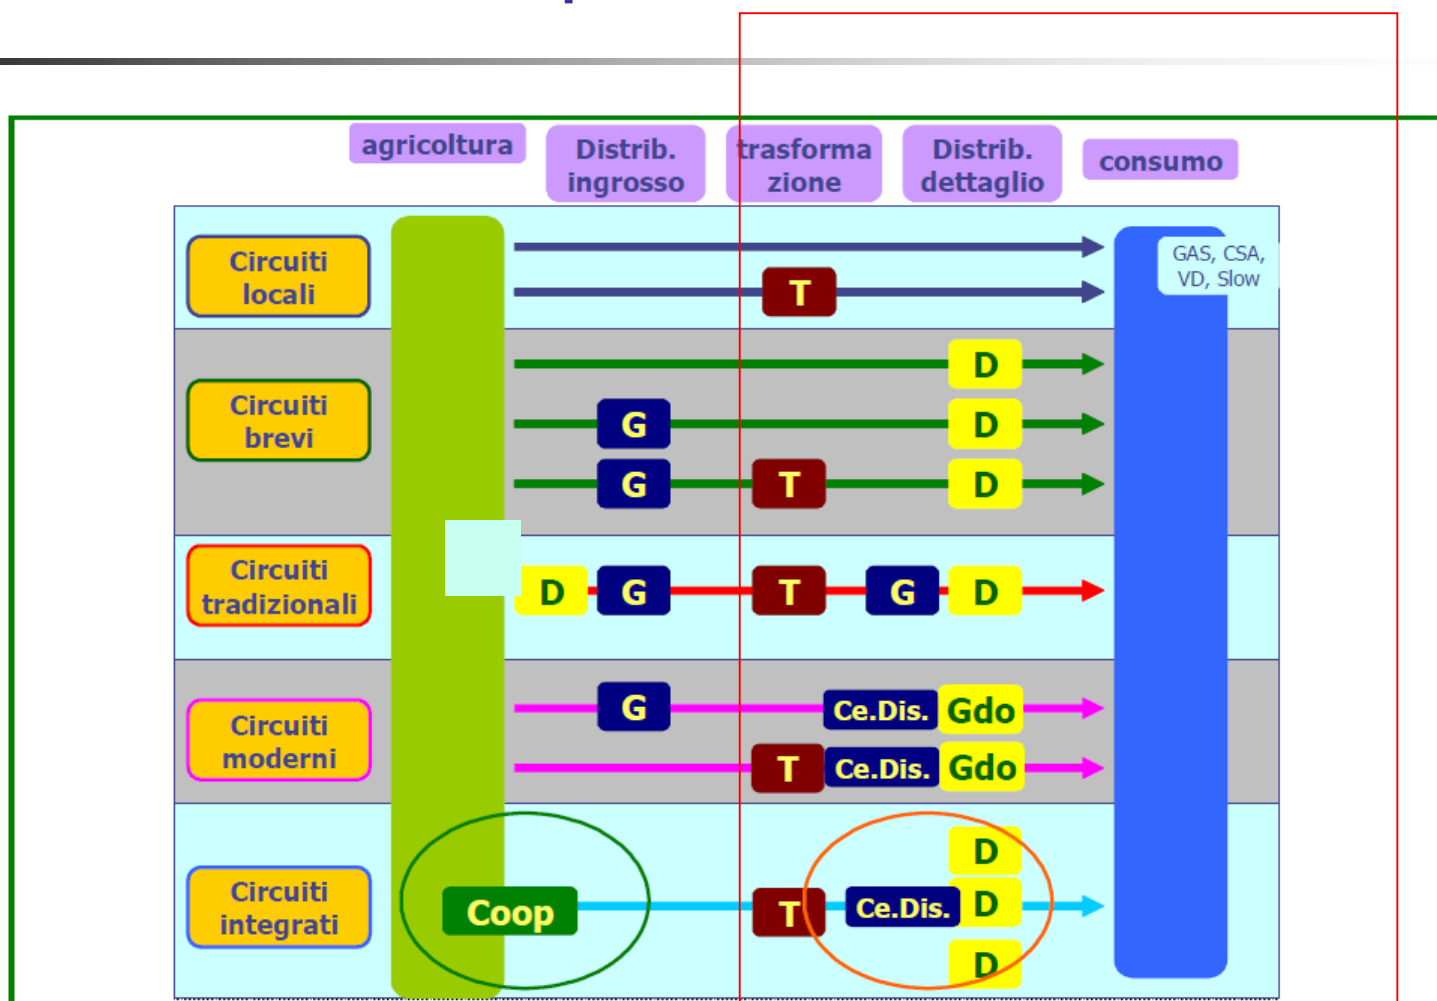 agricoltura
Distrib.
ingrosso
trasforma
zione
Distrib.
dettaglio
consumo
Circuiti
locali
T
GAS, CSA,
VD, Slow
Circuiti
brevi
D
G
D
G
T
D
Circuiti
tradizionali
D
G
T
G
D
Circuiti
moderni
G
Ce.Dis.
Gdo
T
Ce.Dis.
Gdo
Circuiti
integrati
Coop
T
Ce.Dis.
D
D
D